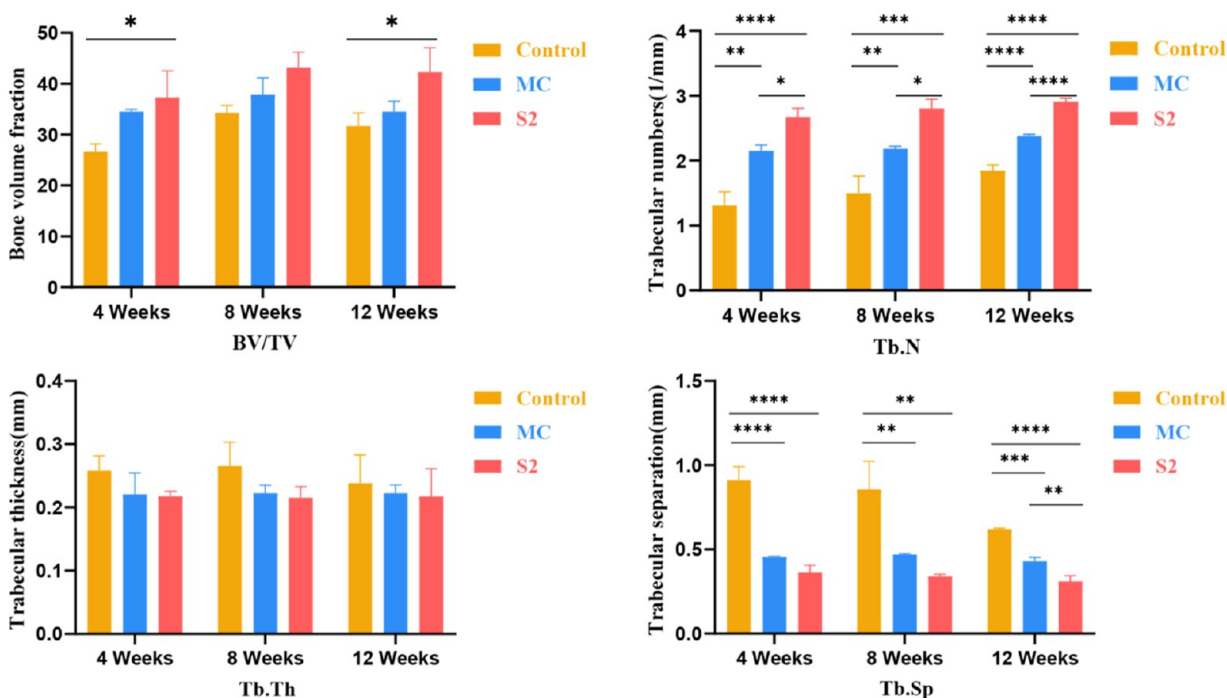 *
*
50
40
30
20
10
0
Bone volume fraction
Control
MC
S2
4 Weeks
8 Weeks
12 Weeks
BV/TV
****
**
*
***
**
*
****
****
****
4
3
2
1
0
Trabecular numbers(1/mm)
Control
MC
S2
4 Weeks
8 Weeks
12 Weeks
Tb.N
0.4
0.3
0.2
0.1
0.0
Trabecular thickness(mm)
Control
MC
S2
4 Weeks
8 Weeks
12 Weeks
Tb.Th
****
****
**
**
****
***
**
1.5
1.0
0.5
0.0
Trabecular separation(mm)
Control
MC
S2
4 Weeks
8 Weeks
12 Weeks
Tb.Sp